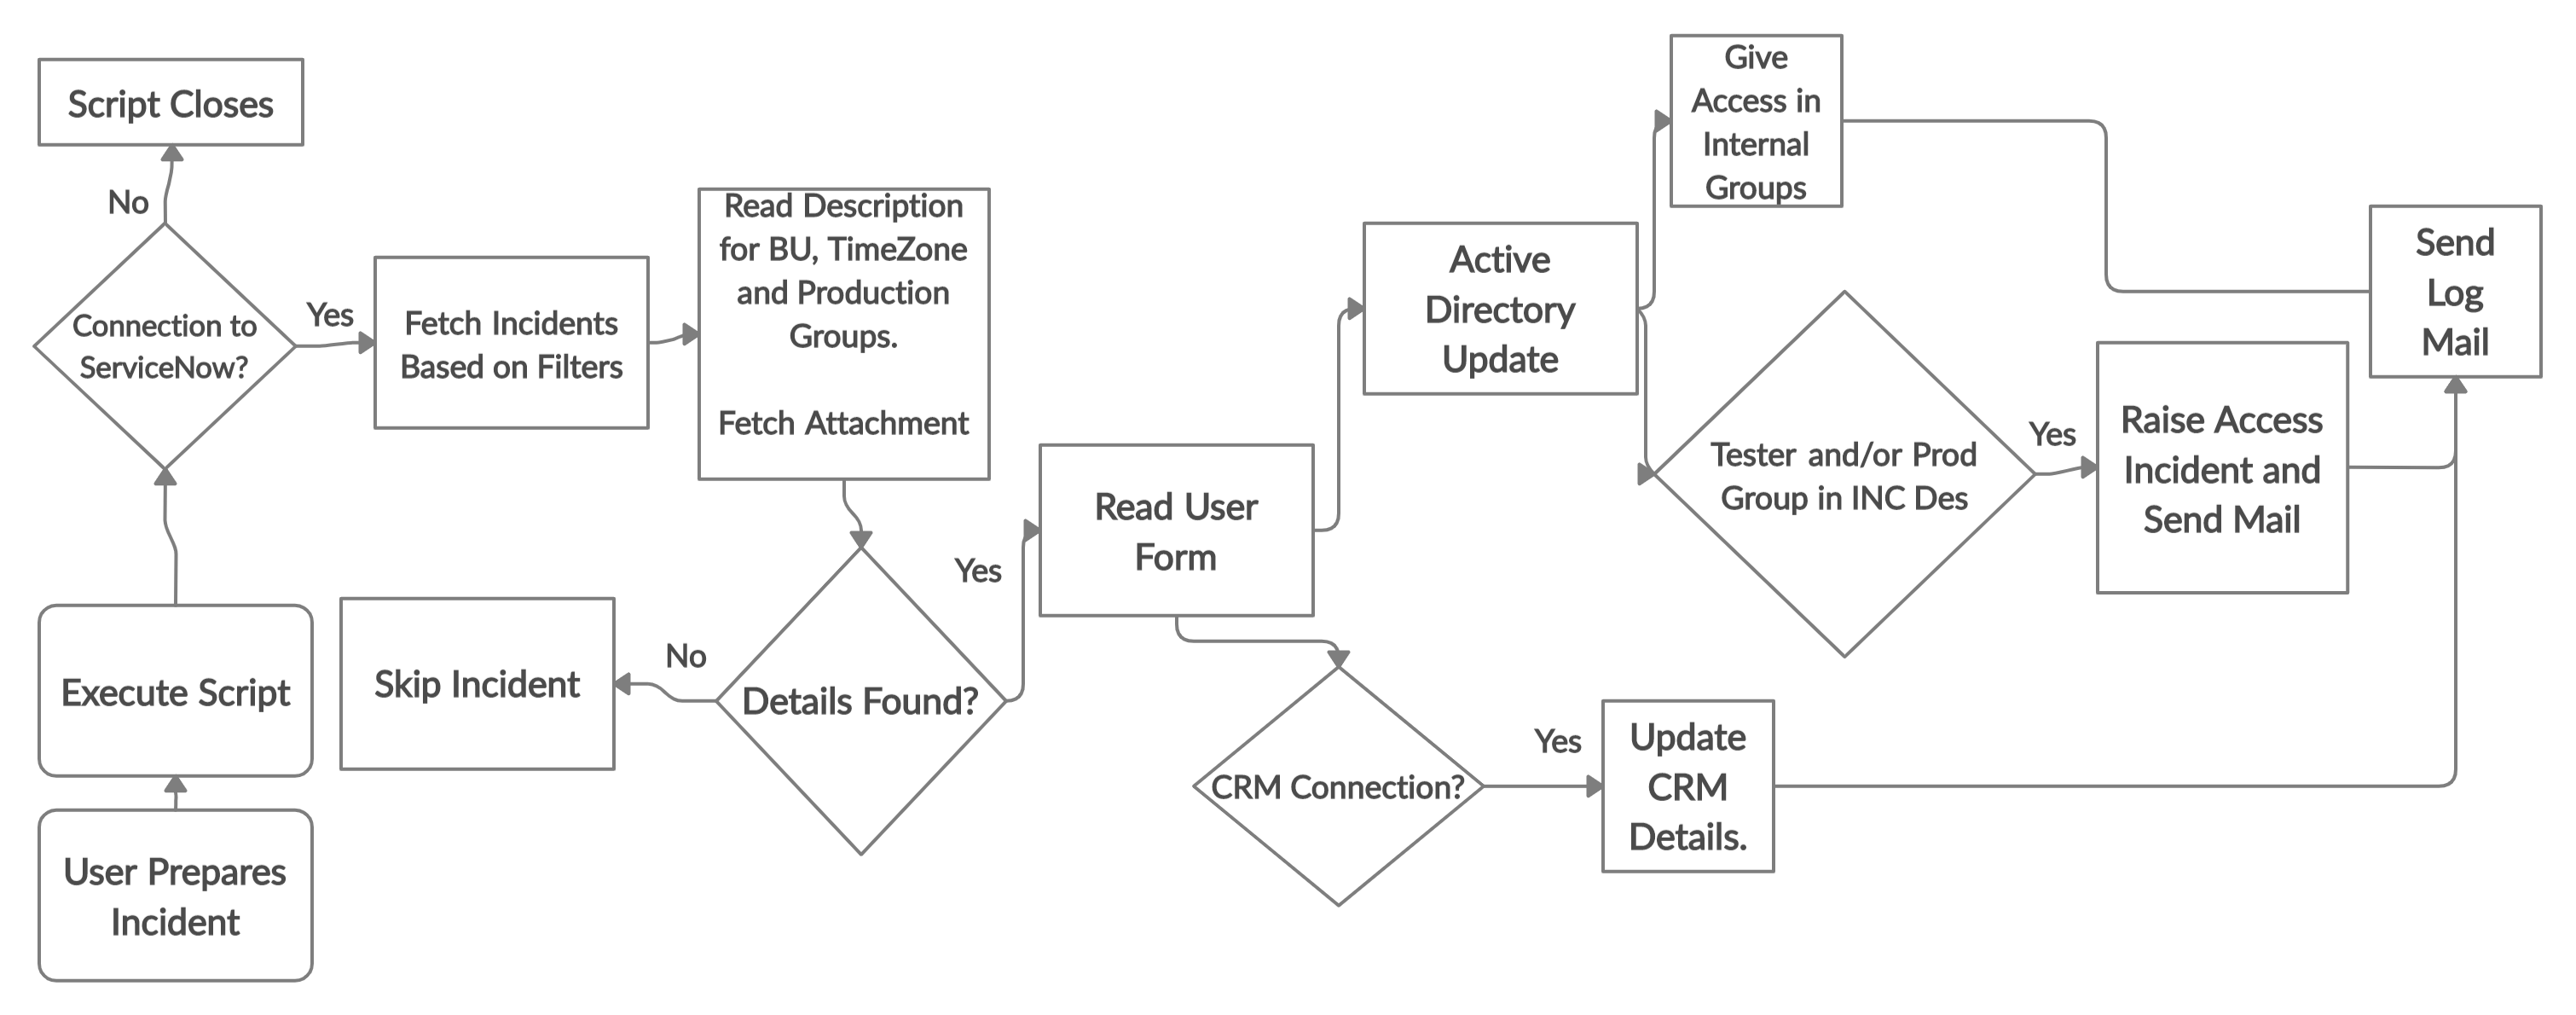 Script Closes
No
Connection to
ServiceNow?
Yes
Fetch Incidents
Based on Filters
Read Description
for BU, TimeZone
and Production
Groups.
Fetch Attachment
Execute Script
User Prepares
Incident
Skip Incident
No
Details Found?
Yes
Read User
Form
Active
Directory
Update
Give
Access in
Internal
Groups
Tester and/or Prod
Group in INC Des
Yes
Raise Access
Incident and
Send Mail
Send
Log
Mail
CRM Connection?
Yes
Update
CRM
Details.